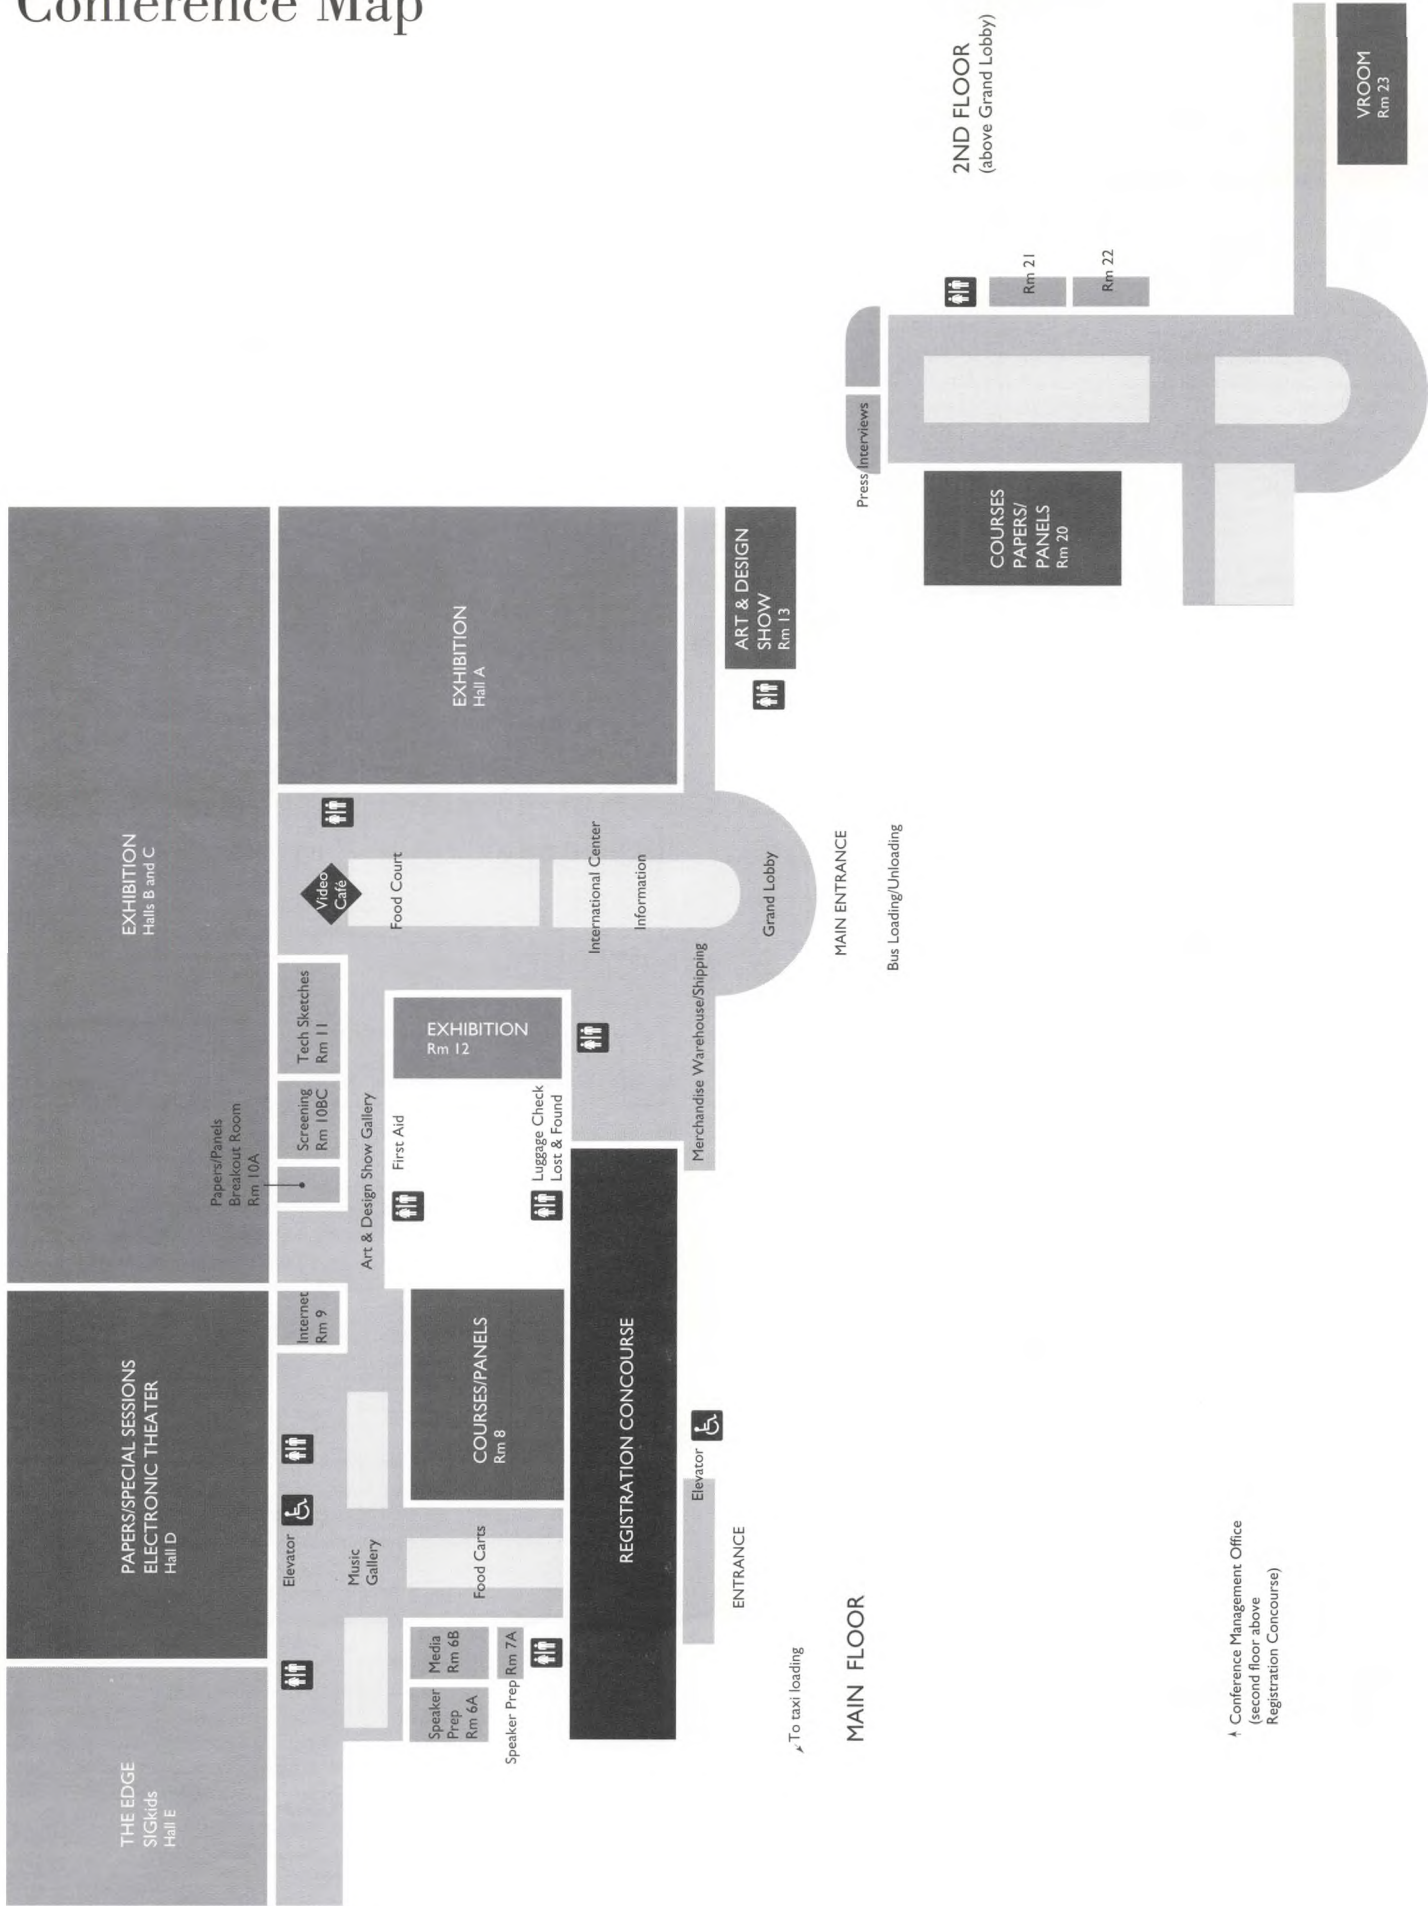 Conference Map
2ND FLOOR
(above Grand Lobby)
VROOM
Rm 23
Rm 21
Rm 22
Press Interviews
COURSES
PAPERS/
PANELS
Rm 20
THE EDGE
SIGkids
Hall E
PAPERS/SPECIAL SESSIONS
ELECTRONIC THEATER
Hall D
EXHIBITION
Halls B and C
Papers/Panels
Breakout Room
Rm 10A
Elevator
Internet
Rm 9
Screening
Rm 10BC
Tech Sketches
Rm 11
Video
Café
Music
Gallery
Art & Design Show Gallery
Food Court
EXHIBITION
Hall A
Speaker
Prep
Rm 6A
Media
Rm 6B
Speaker Prep Rm 7A
Food Carts
COURSES/PANELS
Rm 8
First Aid
Luggage Check
Lost & Found
EXHIBITION
Rm 12
International Center
Information
REGISTRATION CONCOURSE
Merchandise Warehouse/Shipping
Grand Lobby
ART & DESIGN
SHOW
Rm 13
Elevator
ENTRANCE
MAIN ENTRANCE
Bus Loading/Unloading
To taxi loading
MAIN FLOOR
Conference Management Office
(second floor above
Registration Concourse)